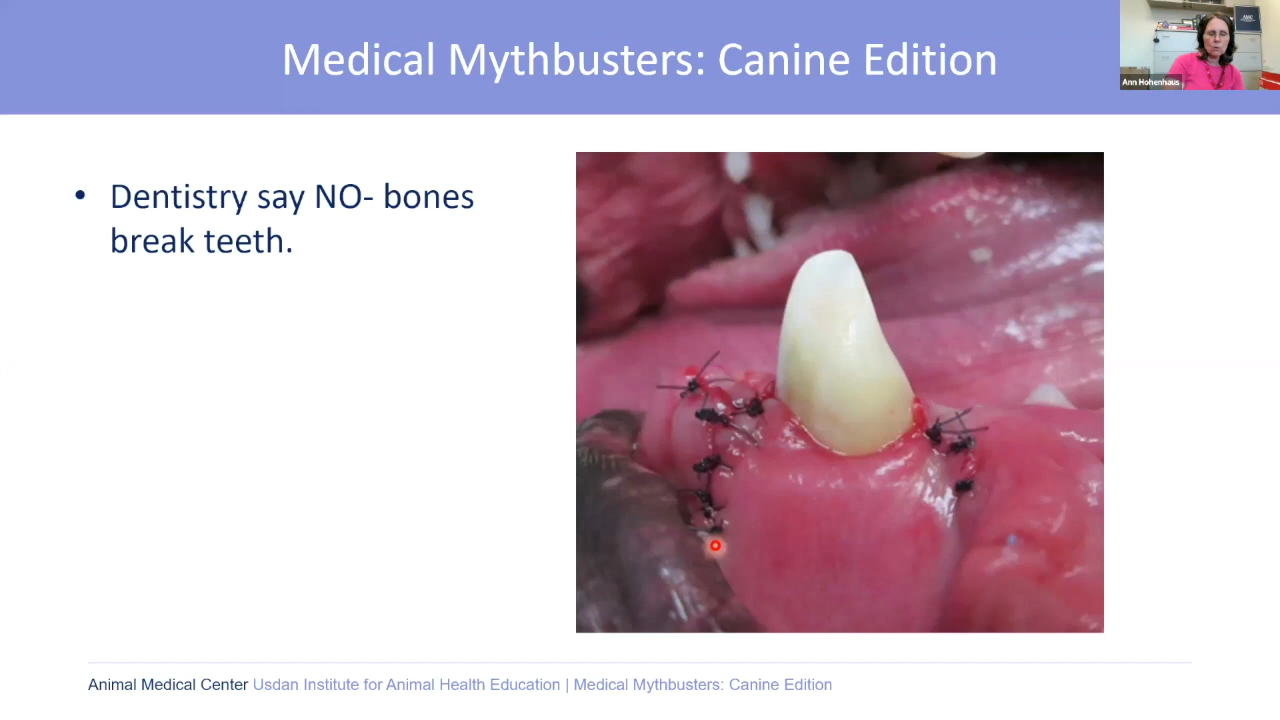 Medical Mythbusters: Canine Edition
Ann Hohenhaus
• Dentistry say NO- bones
break teeth.
Animal Medical Center Usdan Institute for Animal Health Education | Medical Mythbusters: Canine Edition